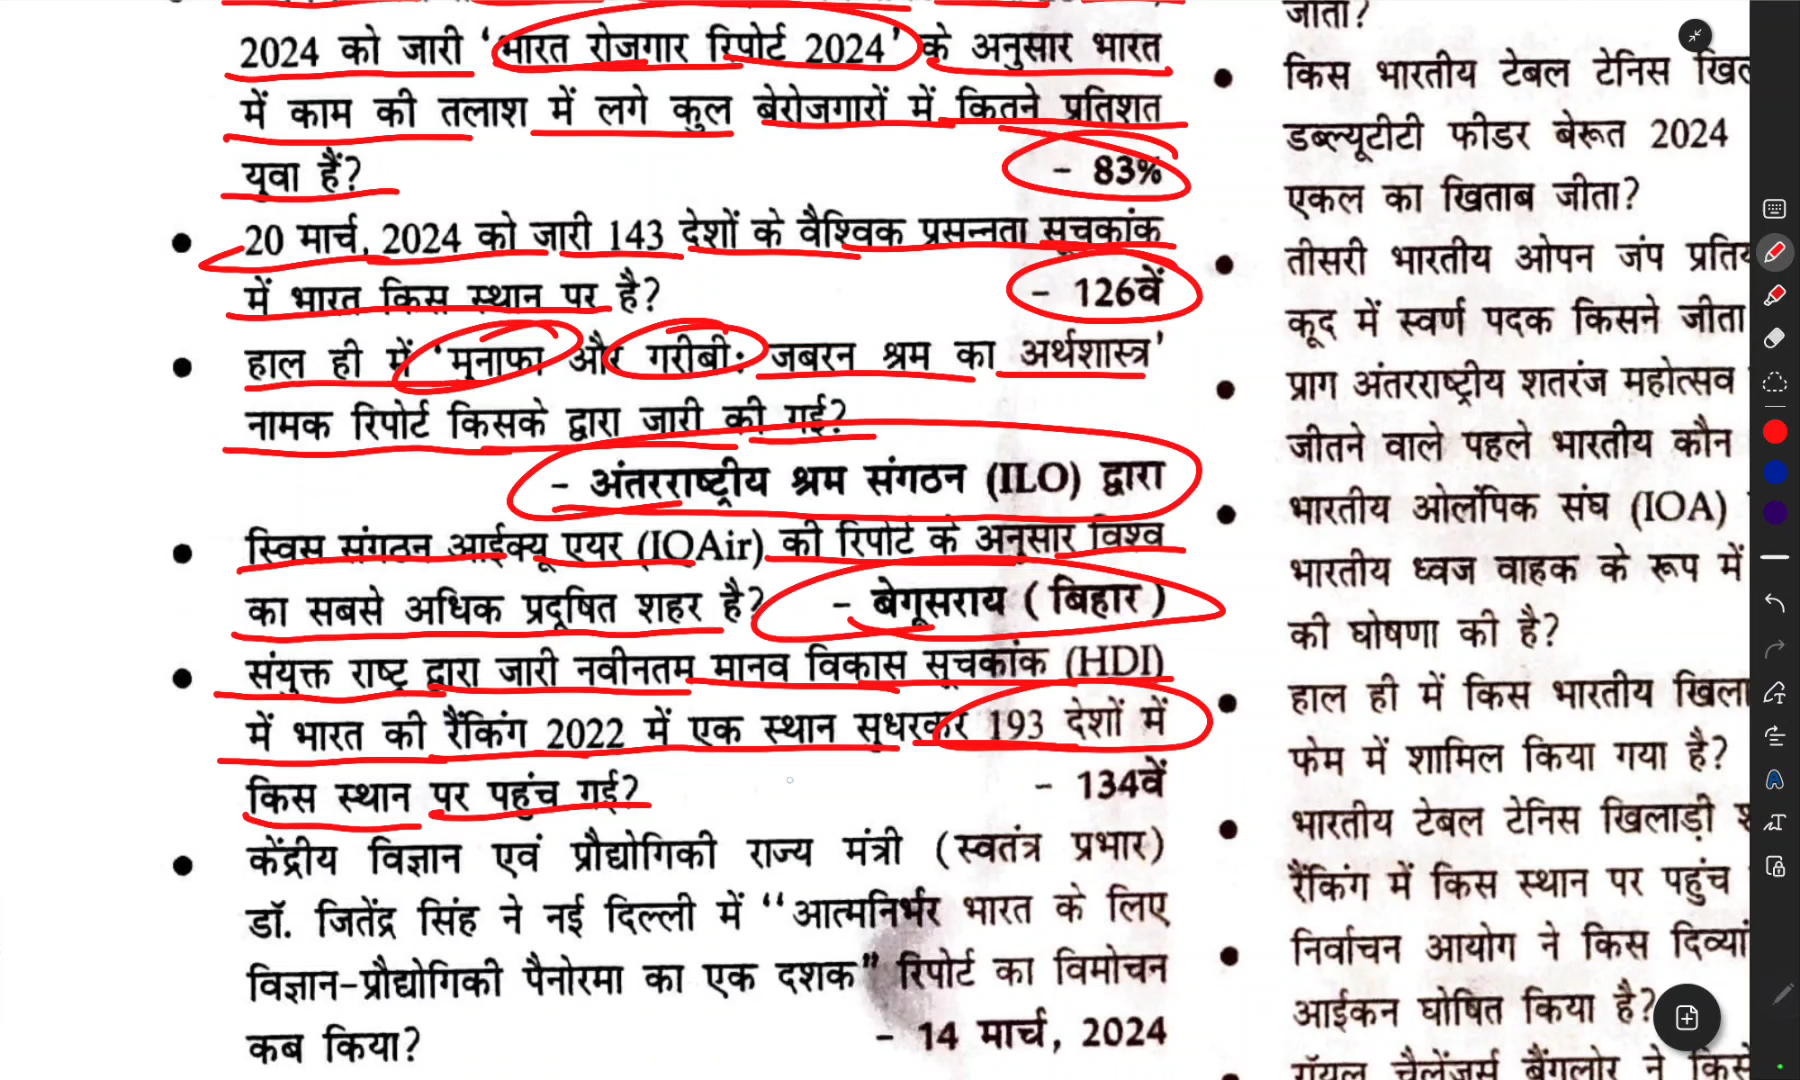 2024 को जारी ‘भारत रोजगार रिपोर्ट 2024’ के अनुसार भारत
में काम की तलाश में लगे कुल बेरोजगारों में कितने प्रतिशत
युवा हैं? – 83%
• 20 मार्च, 2024 को जारी 143 देशों के वैश्विक प्रसन्नता सूचकांक
में भारत किस स्थान पर है? – 126वें
• हाल ही में ‘मुनाफा और गरीबी: जबरन श्रम का अर्थशास्त्र’
नामक रिपोर्ट किसके द्वारा जारी की गई?
– अंतरराष्ट्रीय श्रम संगठन (ILO) द्वारा
• स्विस संगठन आईक्यू एयर (IQAir) की रिपोर्ट के अनुसार विश्व
का सबसे अधिक प्रदूषित शहर है? – बेगूसराय ( बिहार )
• संयुक्त राष्ट्र द्वारा जारी नवीनतम मानव विकास सूचकांक (HDI)
में भारत की रैंकिंग 2022 में एक स्थान सुधरकर 193 देशों में
किस स्थान पर पहुंच गई? – 134वें
• केंद्रीय विज्ञान एवं प्रौद्योगिकी राज्य मंत्री (स्वतंत्र प्रभार)
डॉ. जितेंद्र सिंह ने नई दिल्ली में “आत्मनिर्भर भारत के लिए
विज्ञान-प्रौद्योगिकी पैनोरमा का एक दशक” रिपोर्ट का विमोचन
कब किया? – 14 मार्च, 2024
जीता?
• किस भारतीय टेबल टेनिस
डब्ल्यूटीटी फीडर बेरूत 2024
एकल का खिताब जीता?
• तीसरी भारतीय ओपन जंप
कूद में स्वर्ण पदक किसने जीता
• प्राग अंतरराष्ट्रीय शतरंज महोत्सव
जीतने वाले पहले भारतीय कौन
• भारतीय ओलंपिक संघ (IOA)
भारतीय ध्वज वाहक के रूप में
की घोषणा की है?
• हाल ही में किस भारतीय
फेम में शामिल किया गया है?
• भारतीय टेबल टेनिस खिलाड़ी
रैंकिंग में किस स्थान पर पहुंच
• निर्वाचन आयोग ने किस
आईकन घोषित किया है?
• रॉयल चैलेंजर्स बैंगलोर ने